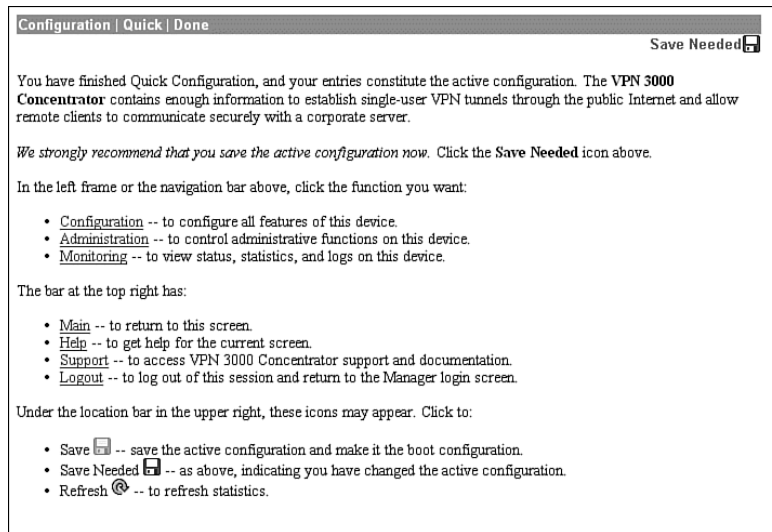 Configuration | Quick | Done
Save Needed
You have finished Quick Configuration, and your entries constitute the active configuration. The VPN 3000
Concentrator contains enough information to establish single-user VPN tunnels through the public Internet and allow
remote clients to communicate securely with a corporate server.
We strongly recommend that you save the active configuration now. Click the Save Needed icon above.
In the left frame or the navigation bar above, click the function you want:
• Configuration -- to configure all features of this device.
• Administration -- to control administrative functions on this device.
• Monitoring -- to view status, statistics, and logs on this device.
The bar at the top right has:
• Main -- to return to this screen.
• Help -- to get help for the current screen.
• Support -- to access VPN 3000 Concentrator support and documentation.
• Logout -- to log out of this session and return to the Manager login screen.
Under the location bar in the upper right, these icons may appear. Click to:
• Save -- save the active configuration and make it the boot configuration.
• Save Needed -- as above, indicating you have changed the active configuration.
• Refresh -- to refresh statistics.